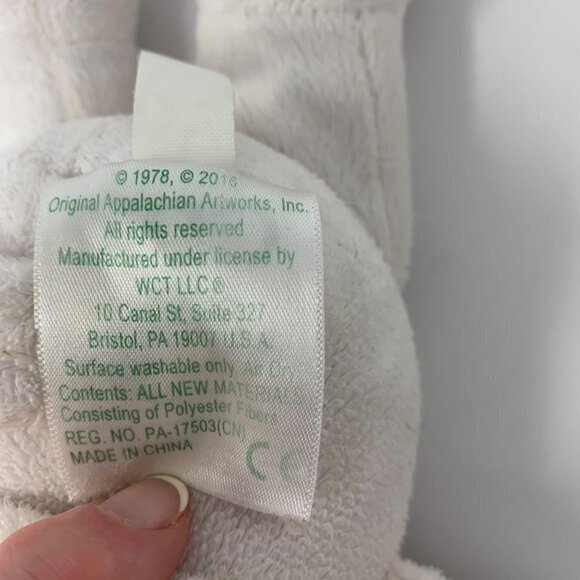 © 1978, © 2016
Original Appalachian Artworks, Inc.
All rights reserved
Manufactured under license by
WCT LLC ®
10 Canal St, Suite 327
Bristol, PA 19007 U.S.A.
Surface washable only. Air Dry
Contents: ALL NEW MATERIALS
Consisting of Polyester Fibers
REG. NO. PA-17503(CN)
MADE IN CHINA
CE